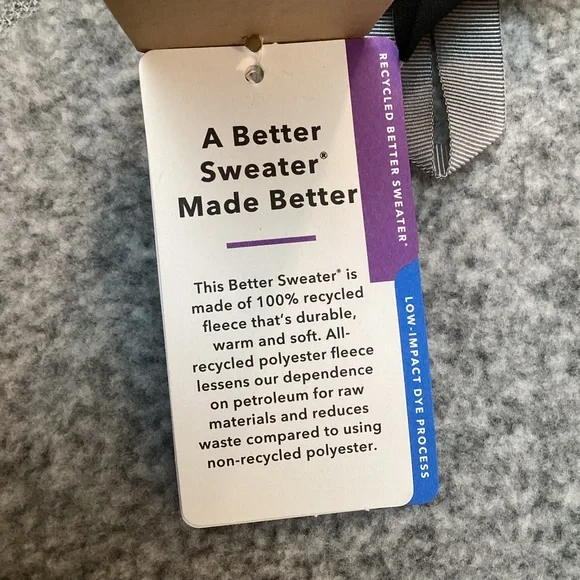 A Better
Sweater®
Made Better
This Better Sweater® is
made of 100% recycled
fleece that's durable,
warm and soft. All-
recycled polyester fleece
lessens our dependence
on petroleum for raw
materials and reduces
waste compared to using
non-recycled polyester.
RECYCLED BETTER SWEATER®
LOW-IMPACT DYE PROCESS